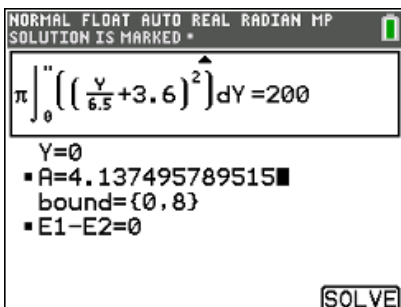 NORMAL FLOAT AUTO REAL RADIAN MP
SOLUTION IS MARKED ▪
π∫₀ᴬ((Y/6.5+3.6)²)dY=200
Y=0
▪A=4.137495789515
bound={0,8}
▪E1-E2=0
SOLVE